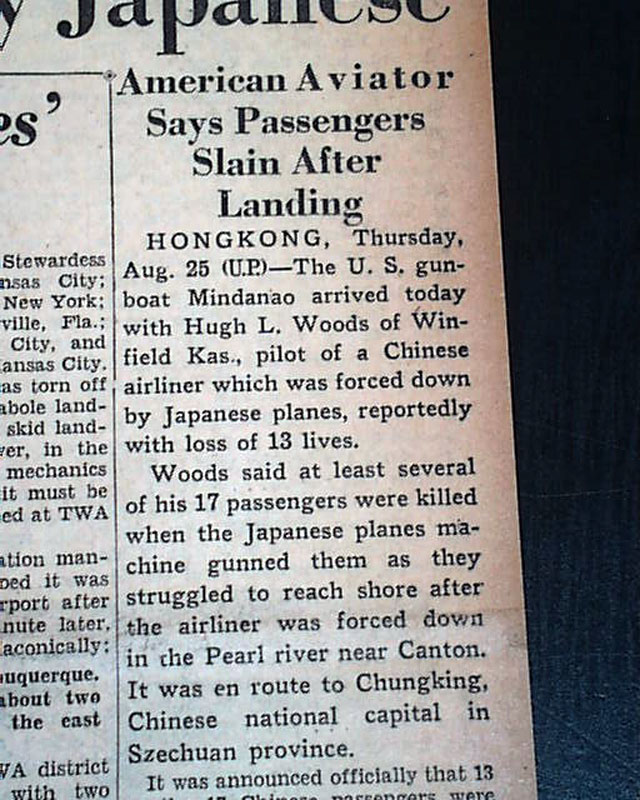 Japanese
es’
Stewardess
nsas City;
New York;
ville, Fla.;
City, and
ansas City.
as torn off
abole land-
skid land-
ver, in the
mechanics
it must be
ed at TWA
ation man-
ped it was
rport after
nute later,
aconically:
uquerque.
about two
the east
WA district
with two
American Aviator
Says Passengers
Slain After
Landing
HONGKONG, Thursday,
Aug. 25 (U.P.)—The U. S. gun-
boat Mindanao arrived today
with Hugh L. Woods of Win-
field Kas., pilot of a Chinese
airliner which was forced down
by Japanese planes, reportedly
with loss of 13 lives.
Woods said at least several
of his 17 passengers were killed
when the Japanese planes ma-
chine gunned them as they
struggled to reach shore after
the airliner was forced down
in the Pearl river near Canton.
It was en route to Chungking,
Chinese national capital in
Szechuan province.
It was announced officially that 13
17 Chinese passengers were